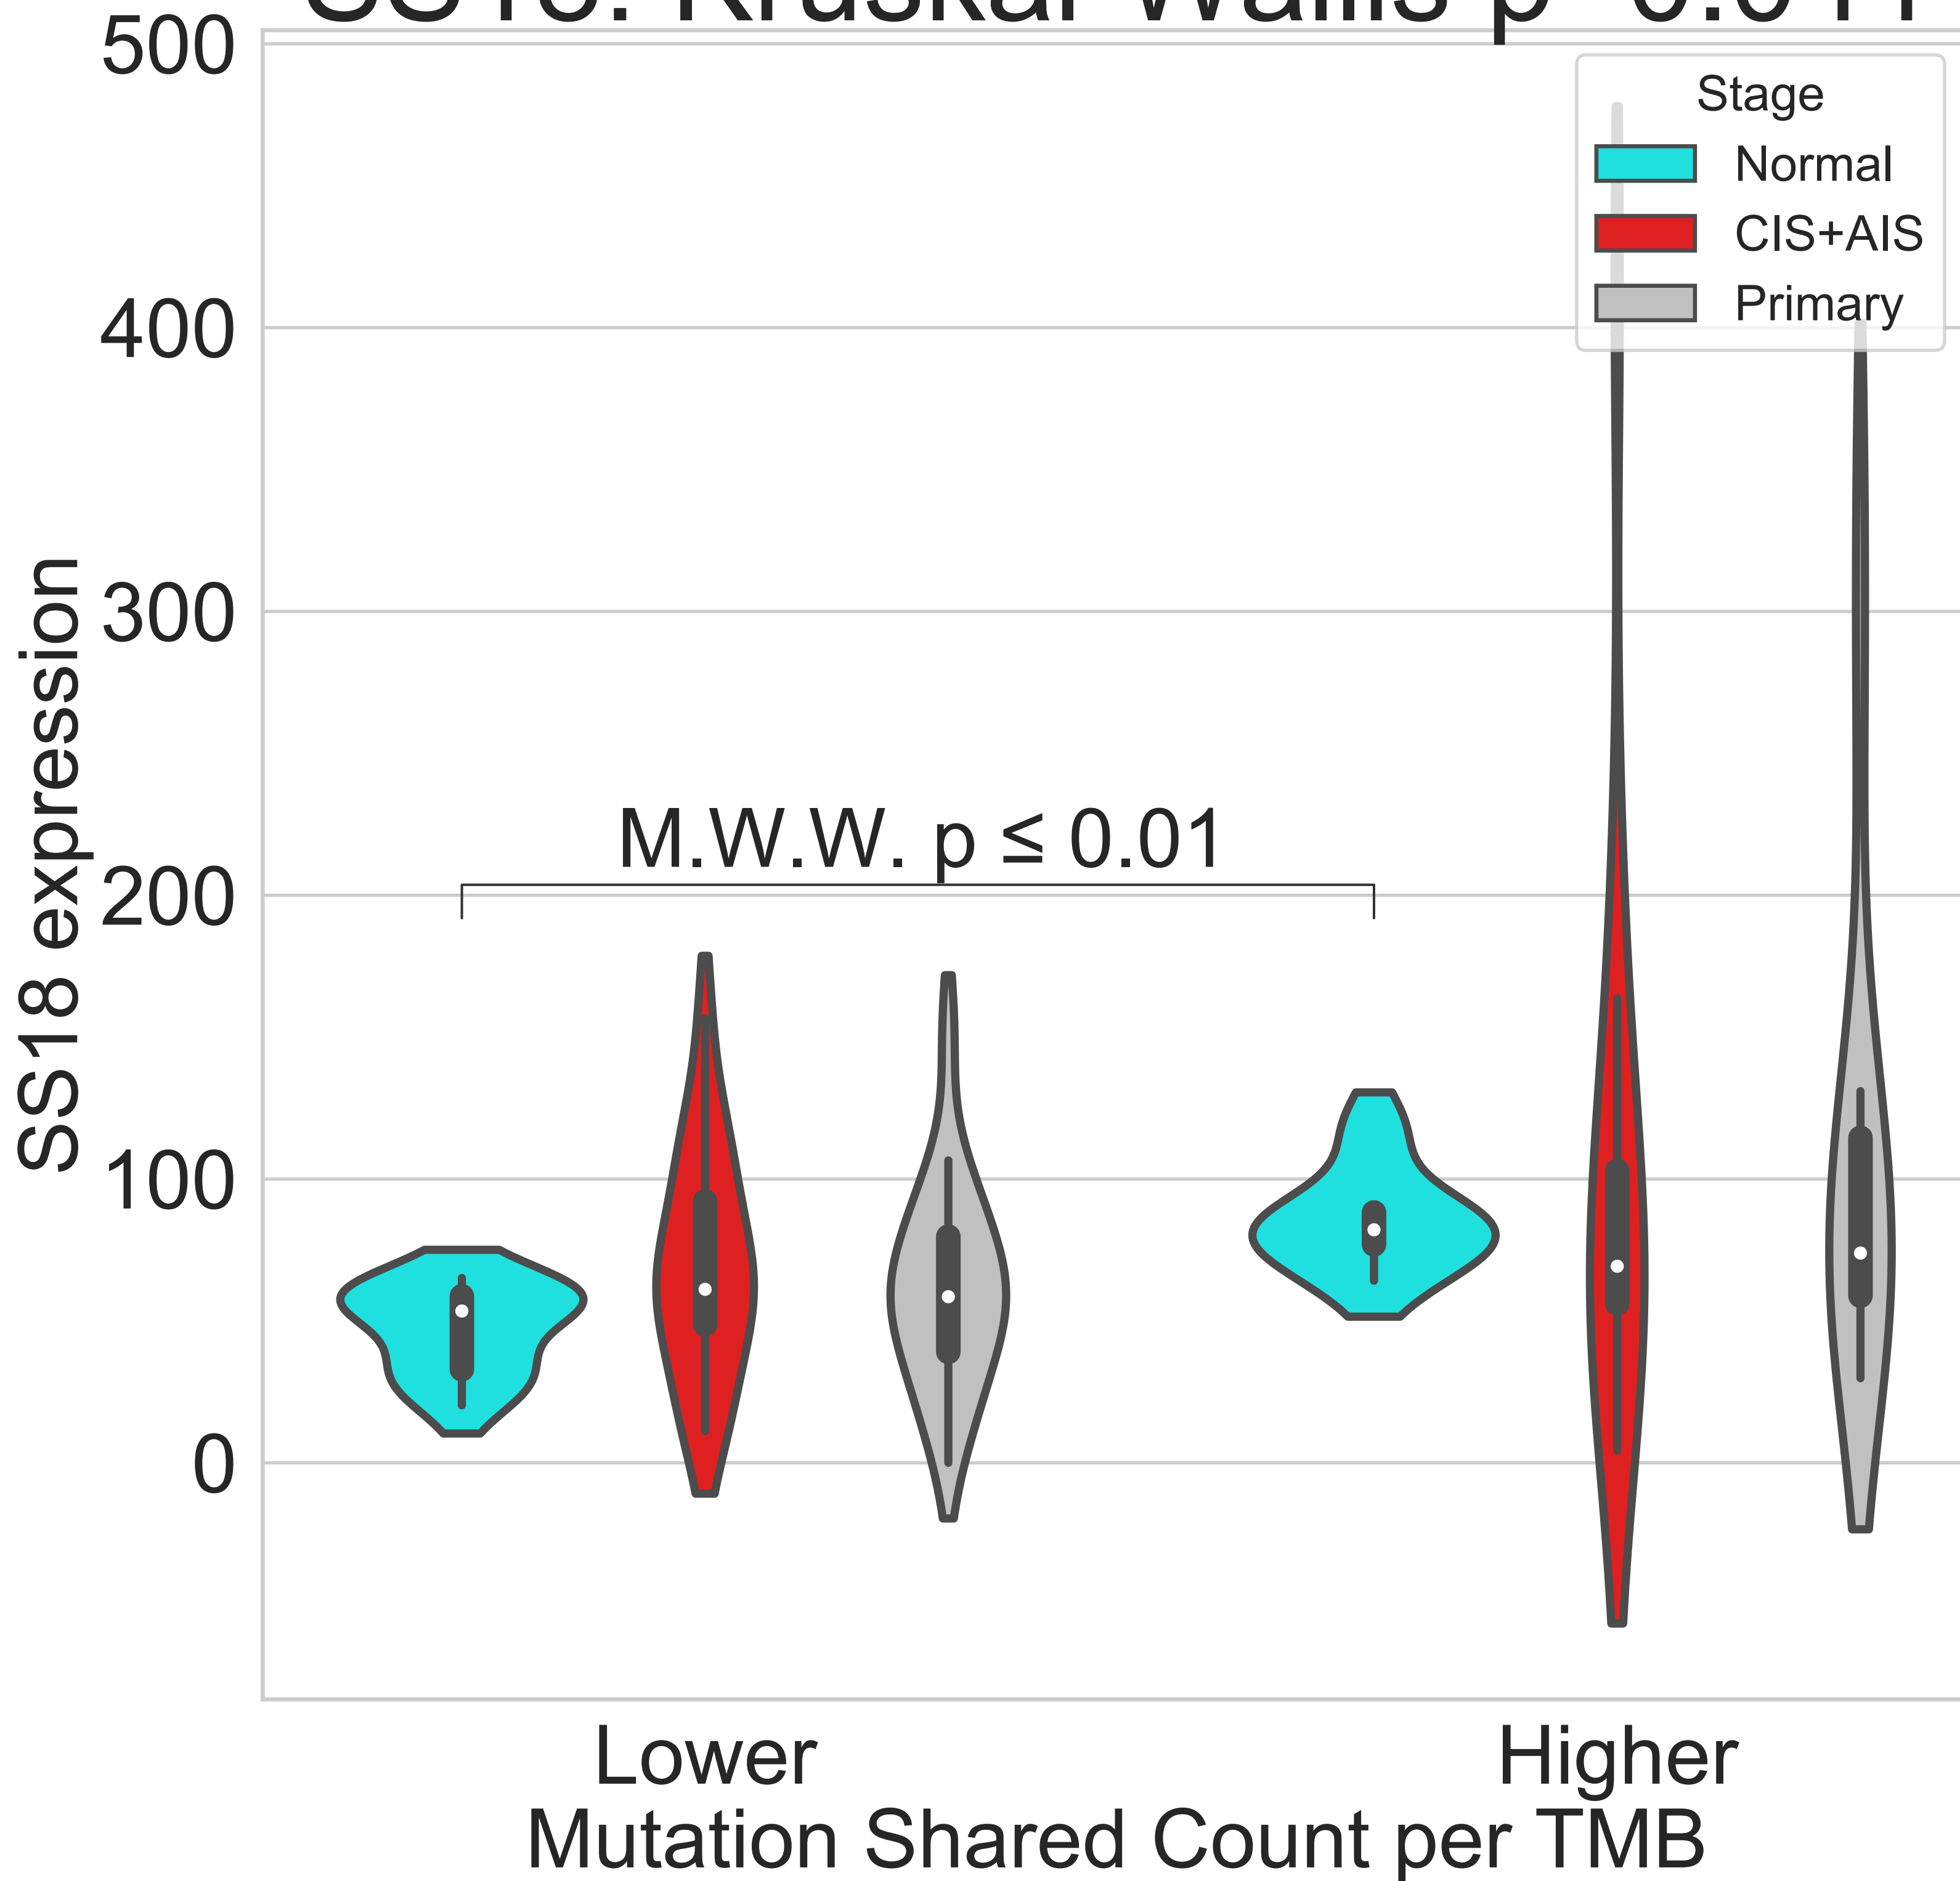 500
400
300
200
100
0
SS18 expression
Stage
Normal
CIS+AIS
Primary
M.W.W. p ≤ 0.01
Lower
Higher
Mutation Shared Count per TMB